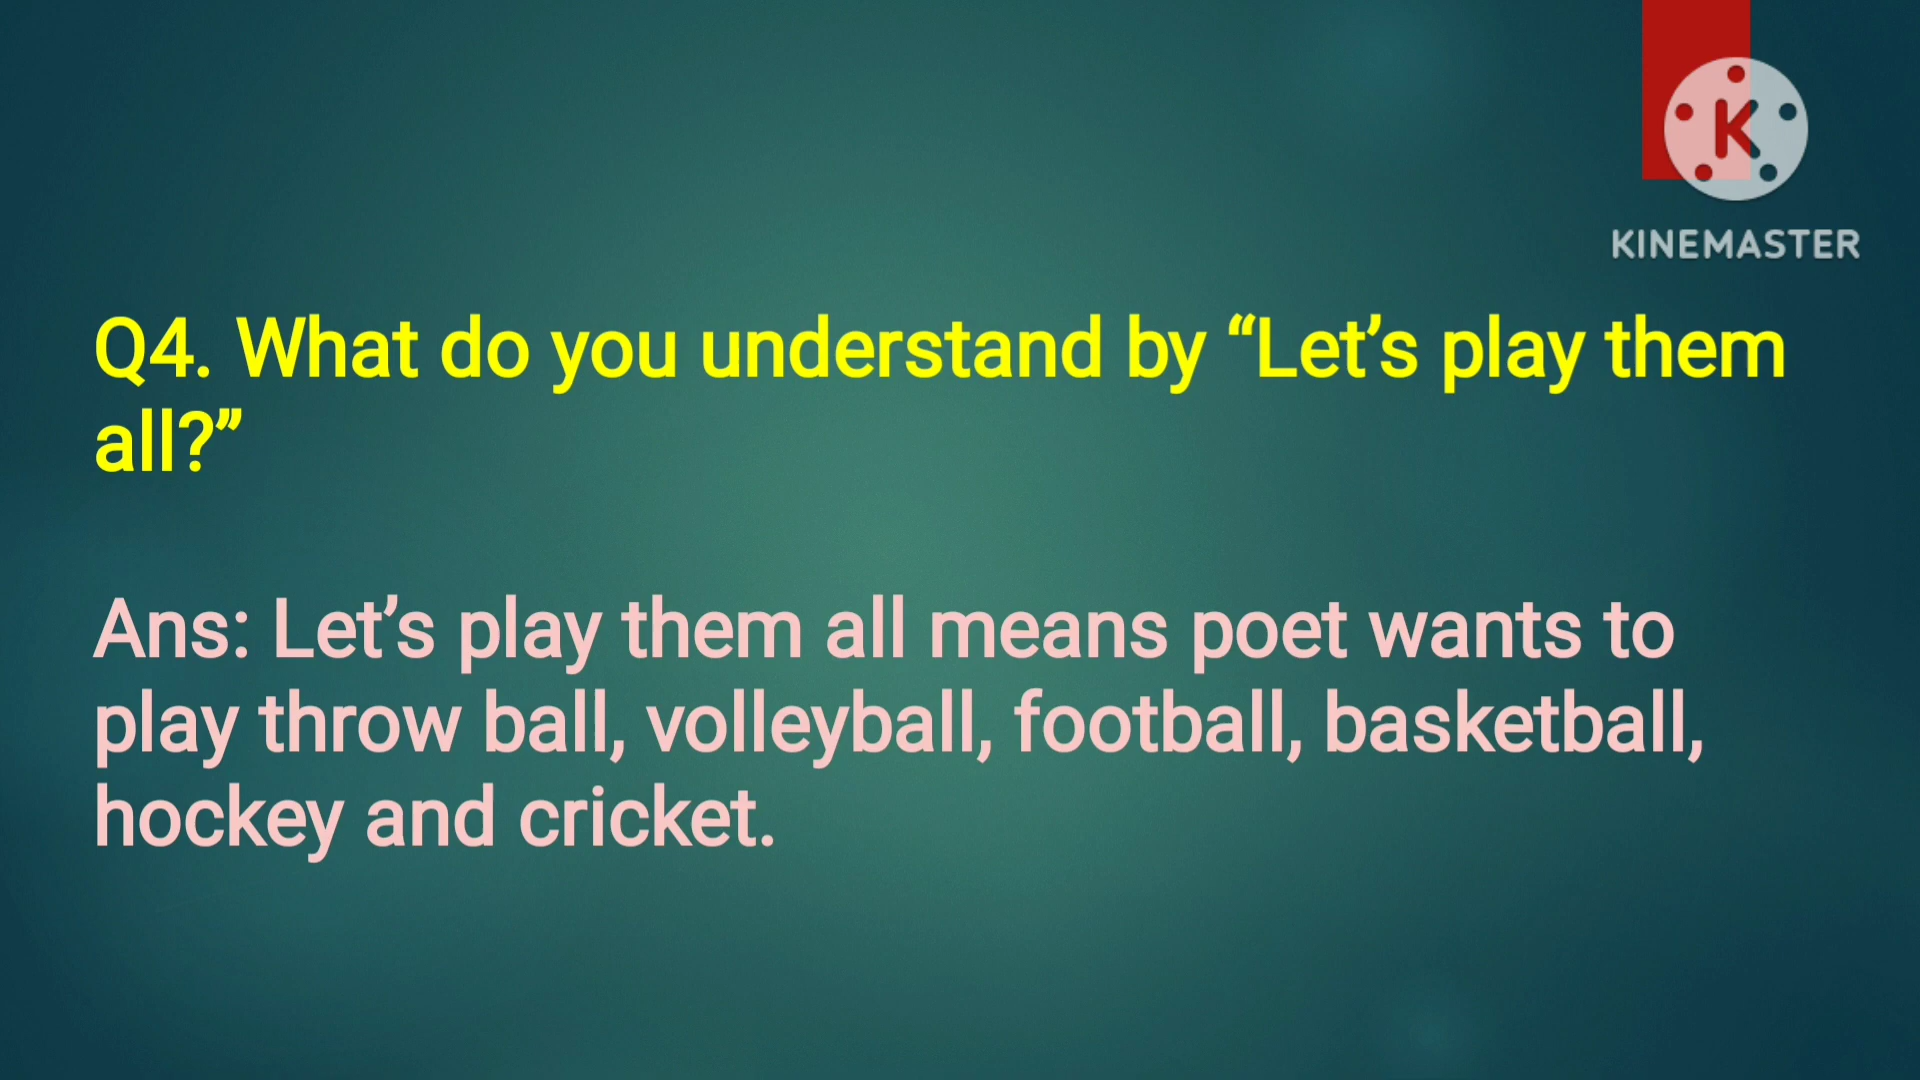 K
KINEMASTER
Q4. What do you understand by “Let’s play them
all?”
Ans: Let’s play them all means poet wants to
play throw ball, volleyball, football, basketball,
hockey and cricket.